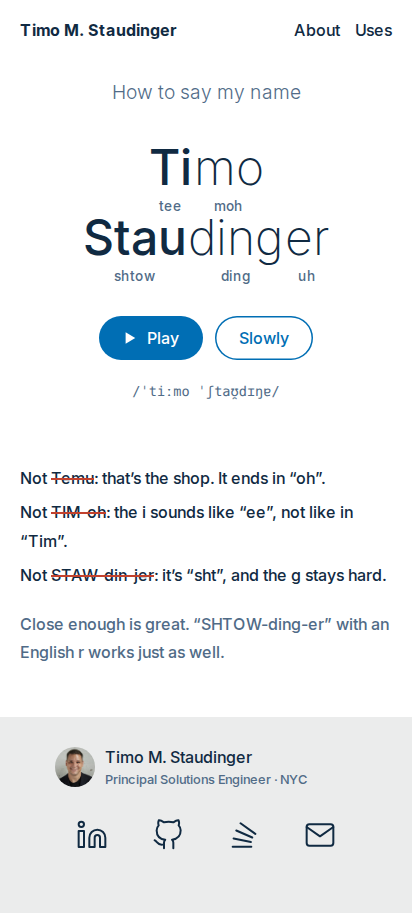 Timo M. Staudinger About Uses
How to say my name
Timo
tee moh
Staudinger
shtow ding uh
Play Slowly
/ˈtiːmo ˈʃtaʊ̯dɪŋɐ/
Not Temu: that’s the shop. It ends in “oh”.
Not TIM-oh: the i sounds like “ee”, not like in
“Tim”.
Not STAW-din-jer: it’s “sht”, and the g stays hard.
Close enough is great. “SHTOW-ding-er” with an
English r works just as well.
Timo M. Staudinger
Principal Solutions Engineer · NYC